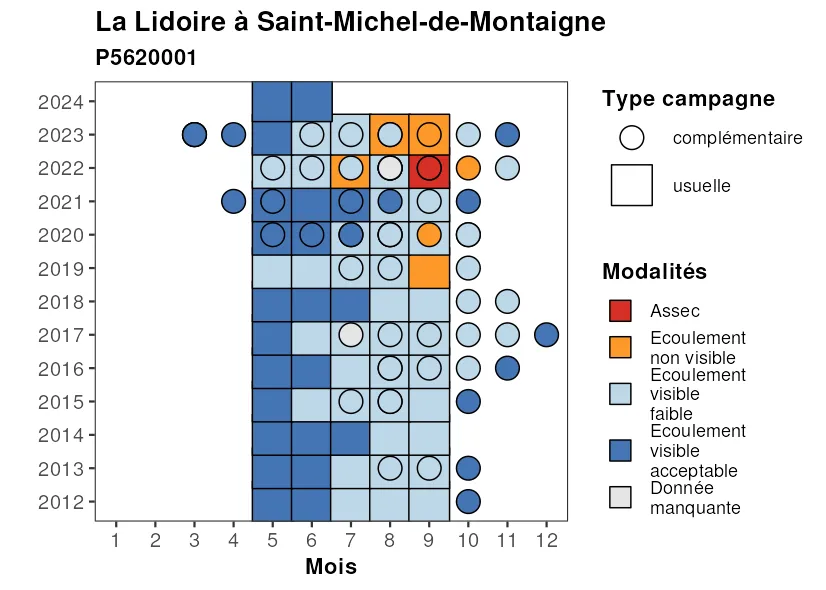 La Lidoire à Saint-Michel-de-Montaigne
P5620001
2024
2023
2022
2021
2020
2019
2018
2017
2016
2015
2014
2013
2012
1 2 3 4 5 6 7 8 9 10 11 12
Mois
Type campagne
complémentaire
usuelle
Modalités
Assec
Ecoulement
non visible
Ecoulement
visible
faible
Ecoulement
visible
acceptable
Donnée
manquante